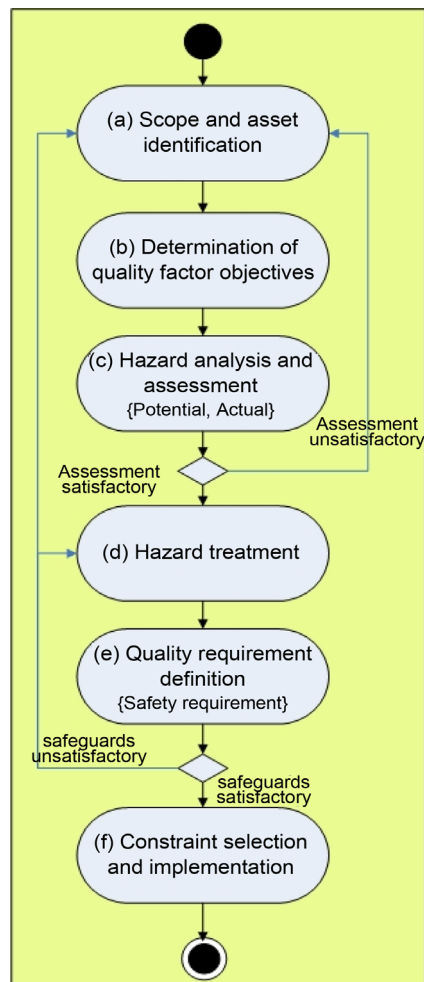 (a) Scope and asset
identification
(b) Determination of
quality factor objectives
(c) Hazard analysis and
assessment
{Potential, Actual}
Assessment
unsatisfactory
Assessment
satisfactory
(d) Hazard treatment
(e) Quality requirement
definition
{Safety requirement}
safeguards
unsatisfactory
safeguards
satisfactory
(f) Constraint selection
and implementation